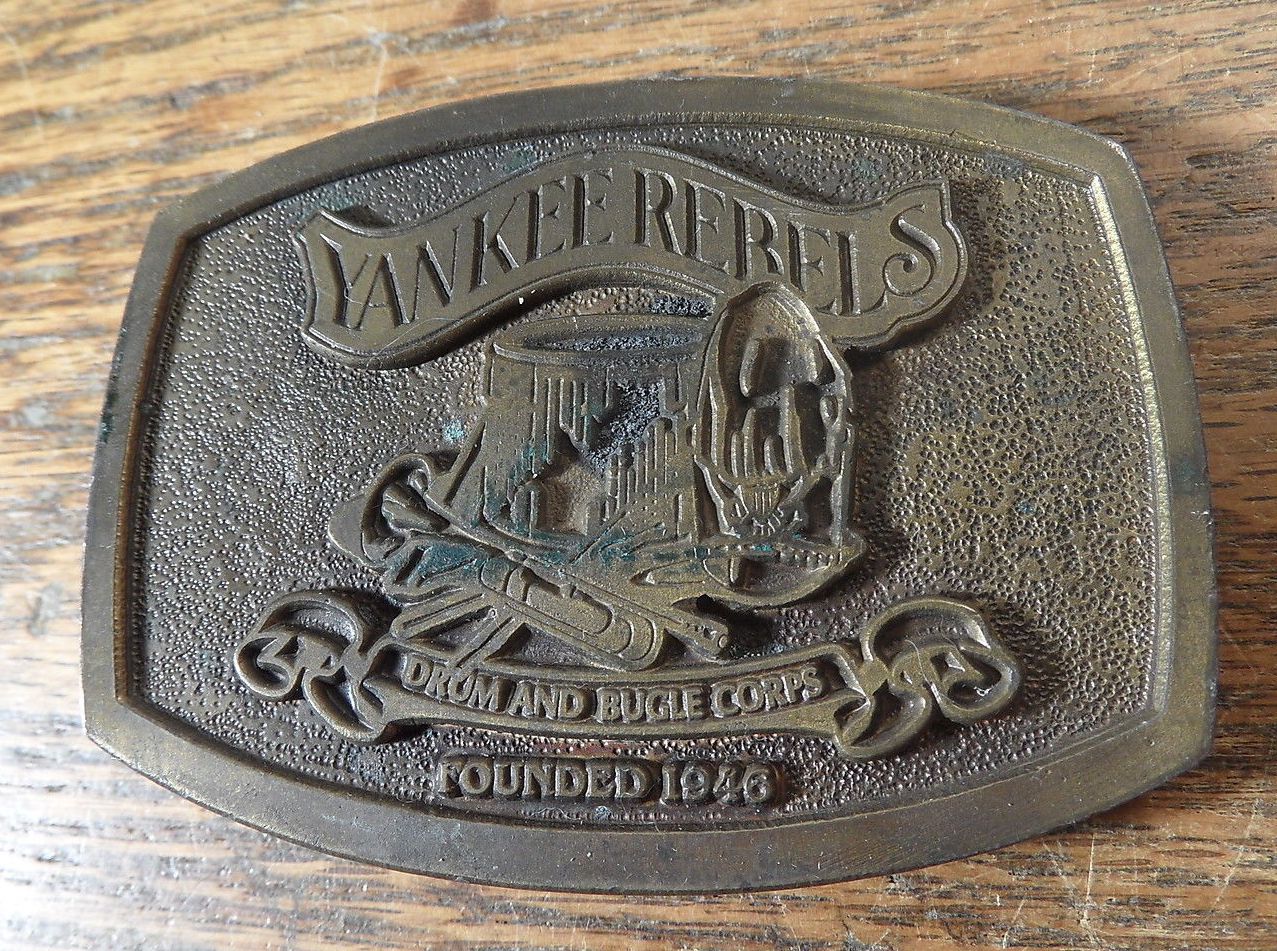 YANKEE REBELS
DRUM AND BUGLE CORPS
FOUNDED 1946